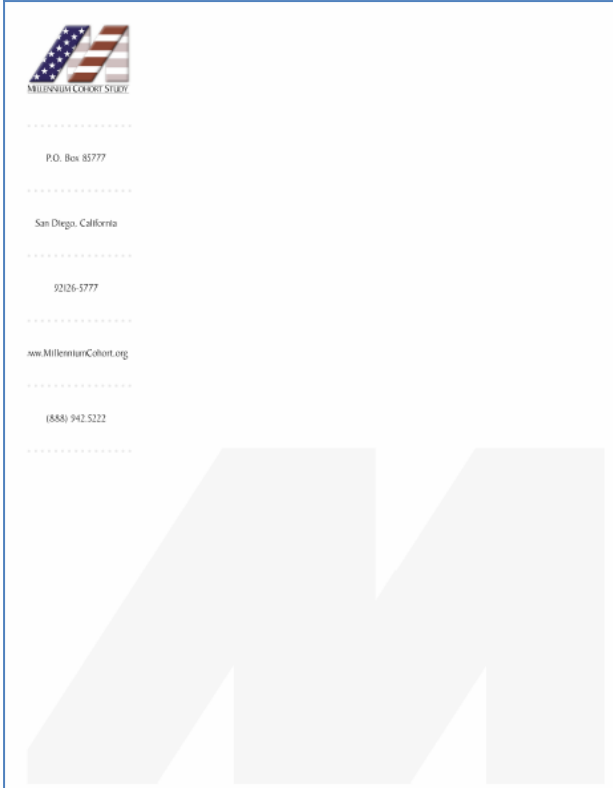 MILLENNIUM COHORT STUDY
P.O. Box 85777
San Diego, California
92126-5777
ww.MillenniumCohort.org
(888) 942.5222